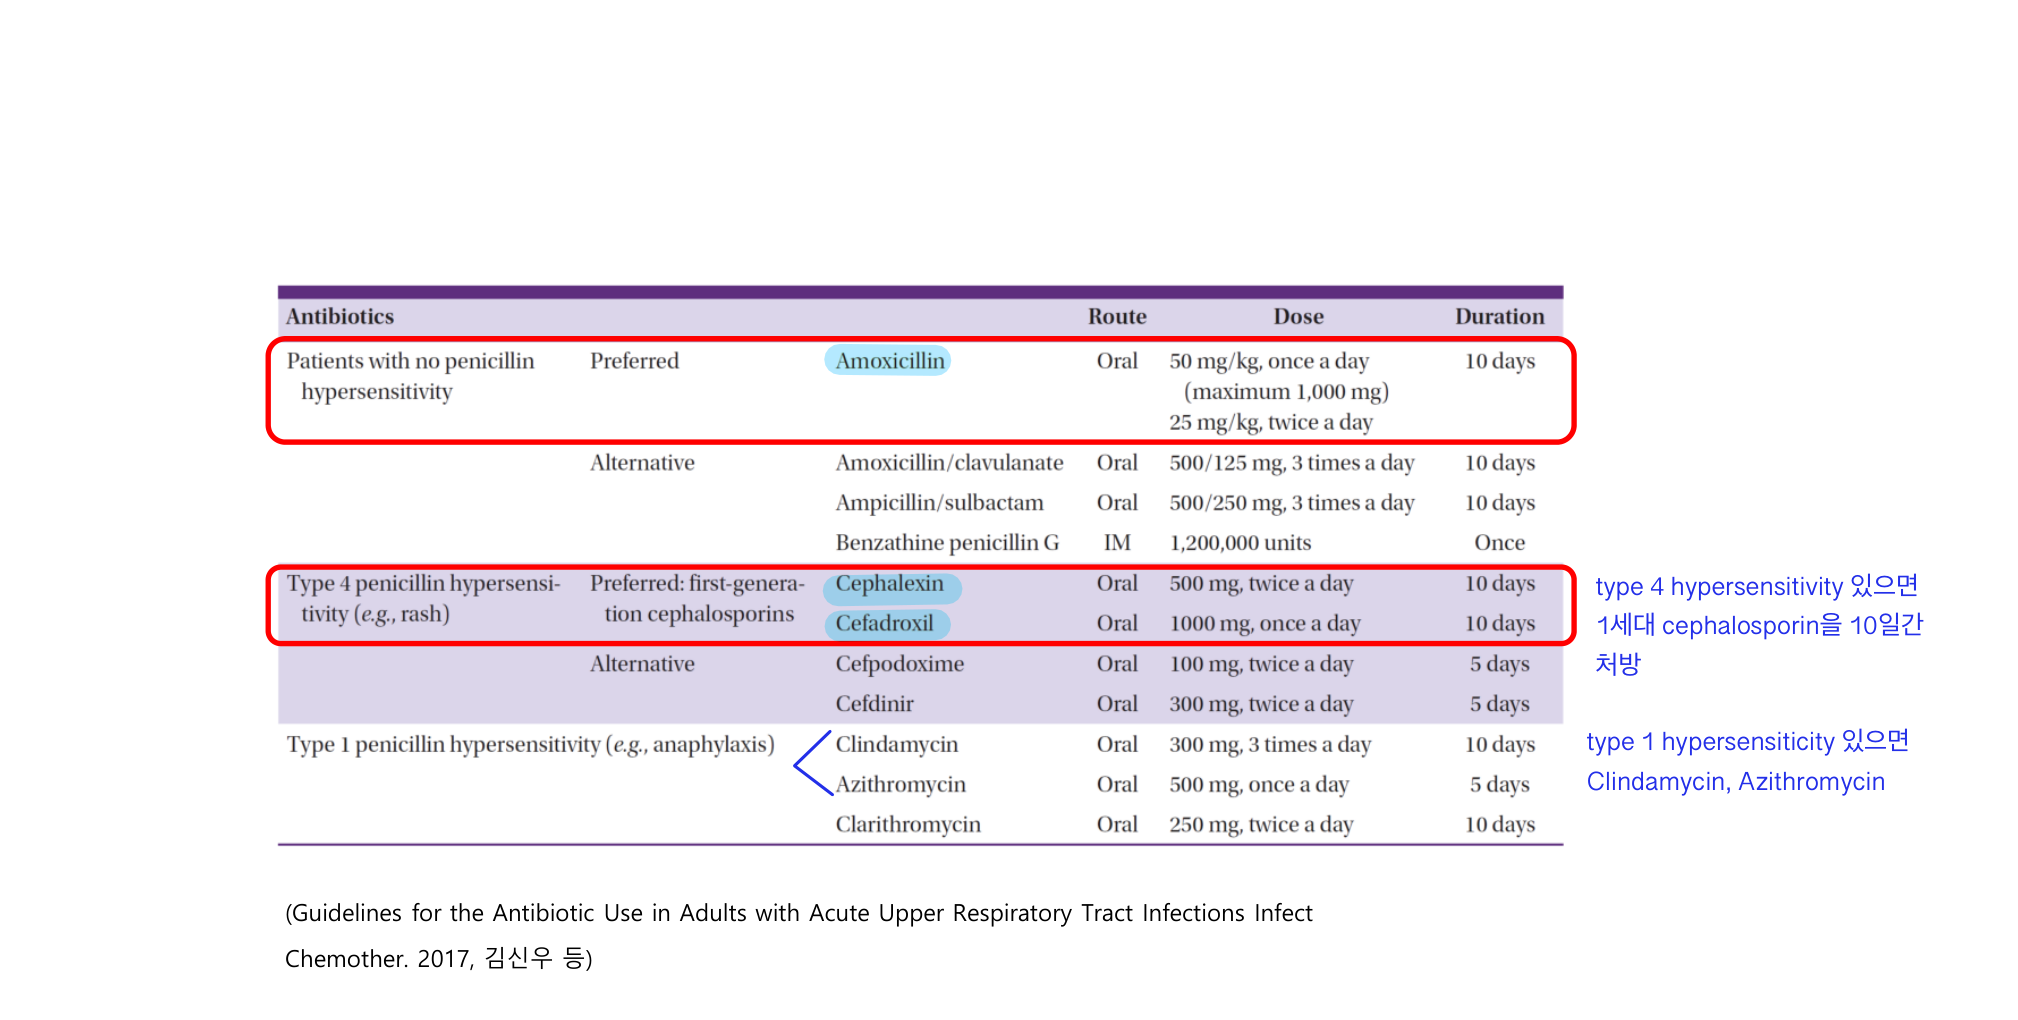 Antibiotics Route Dose Duration
Patients with no penicillin Preferred Amoxicillin Oral 50 mg/kg, once a day 10 days
hypersensitivity (maximum 1,000 mg)
25 mg/kg, twice a day
Alternative Amoxicillin/clavulanate Oral 500/125 mg, 3 times a day 10 days
Ampicillin/sulbactam Oral 500/250 mg, 3 times a day 10 days
Benzathine penicillin G IM 1,200,000 units Once
Type 4 penicillin hypersensi- Preferred: first-genera- Cephalexin Oral 500 mg, twice a day 10 days
tivity (e.g., rash) tion cephalosporins Cefadroxil Oral 1000 mg, once a day 10 days
type 4 hypersensitivity 있으면
1세대 cephalosporin을 10일간
처방
Alternative Cefpodoxime Oral 100 mg, twice a day 5 days
Cefdinir Oral 300 mg, twice a day 5 days
Type 1 penicillin hypersensitivity (e.g., anaphylaxis) Clindamycin Oral 300 mg, 3 times a day 10 days
Azithromycin Oral 500 mg, once a day 5 days
Clarithromycin Oral 250 mg, twice a day 10 days
type 1 hypersensiticity 있으면
Clindamycin, Azithromycin
(Guidelines for the Antibiotic Use in Adults with Acute Upper Respiratory Tract Infections Infect
Chemother. 2017, 김신우 등)